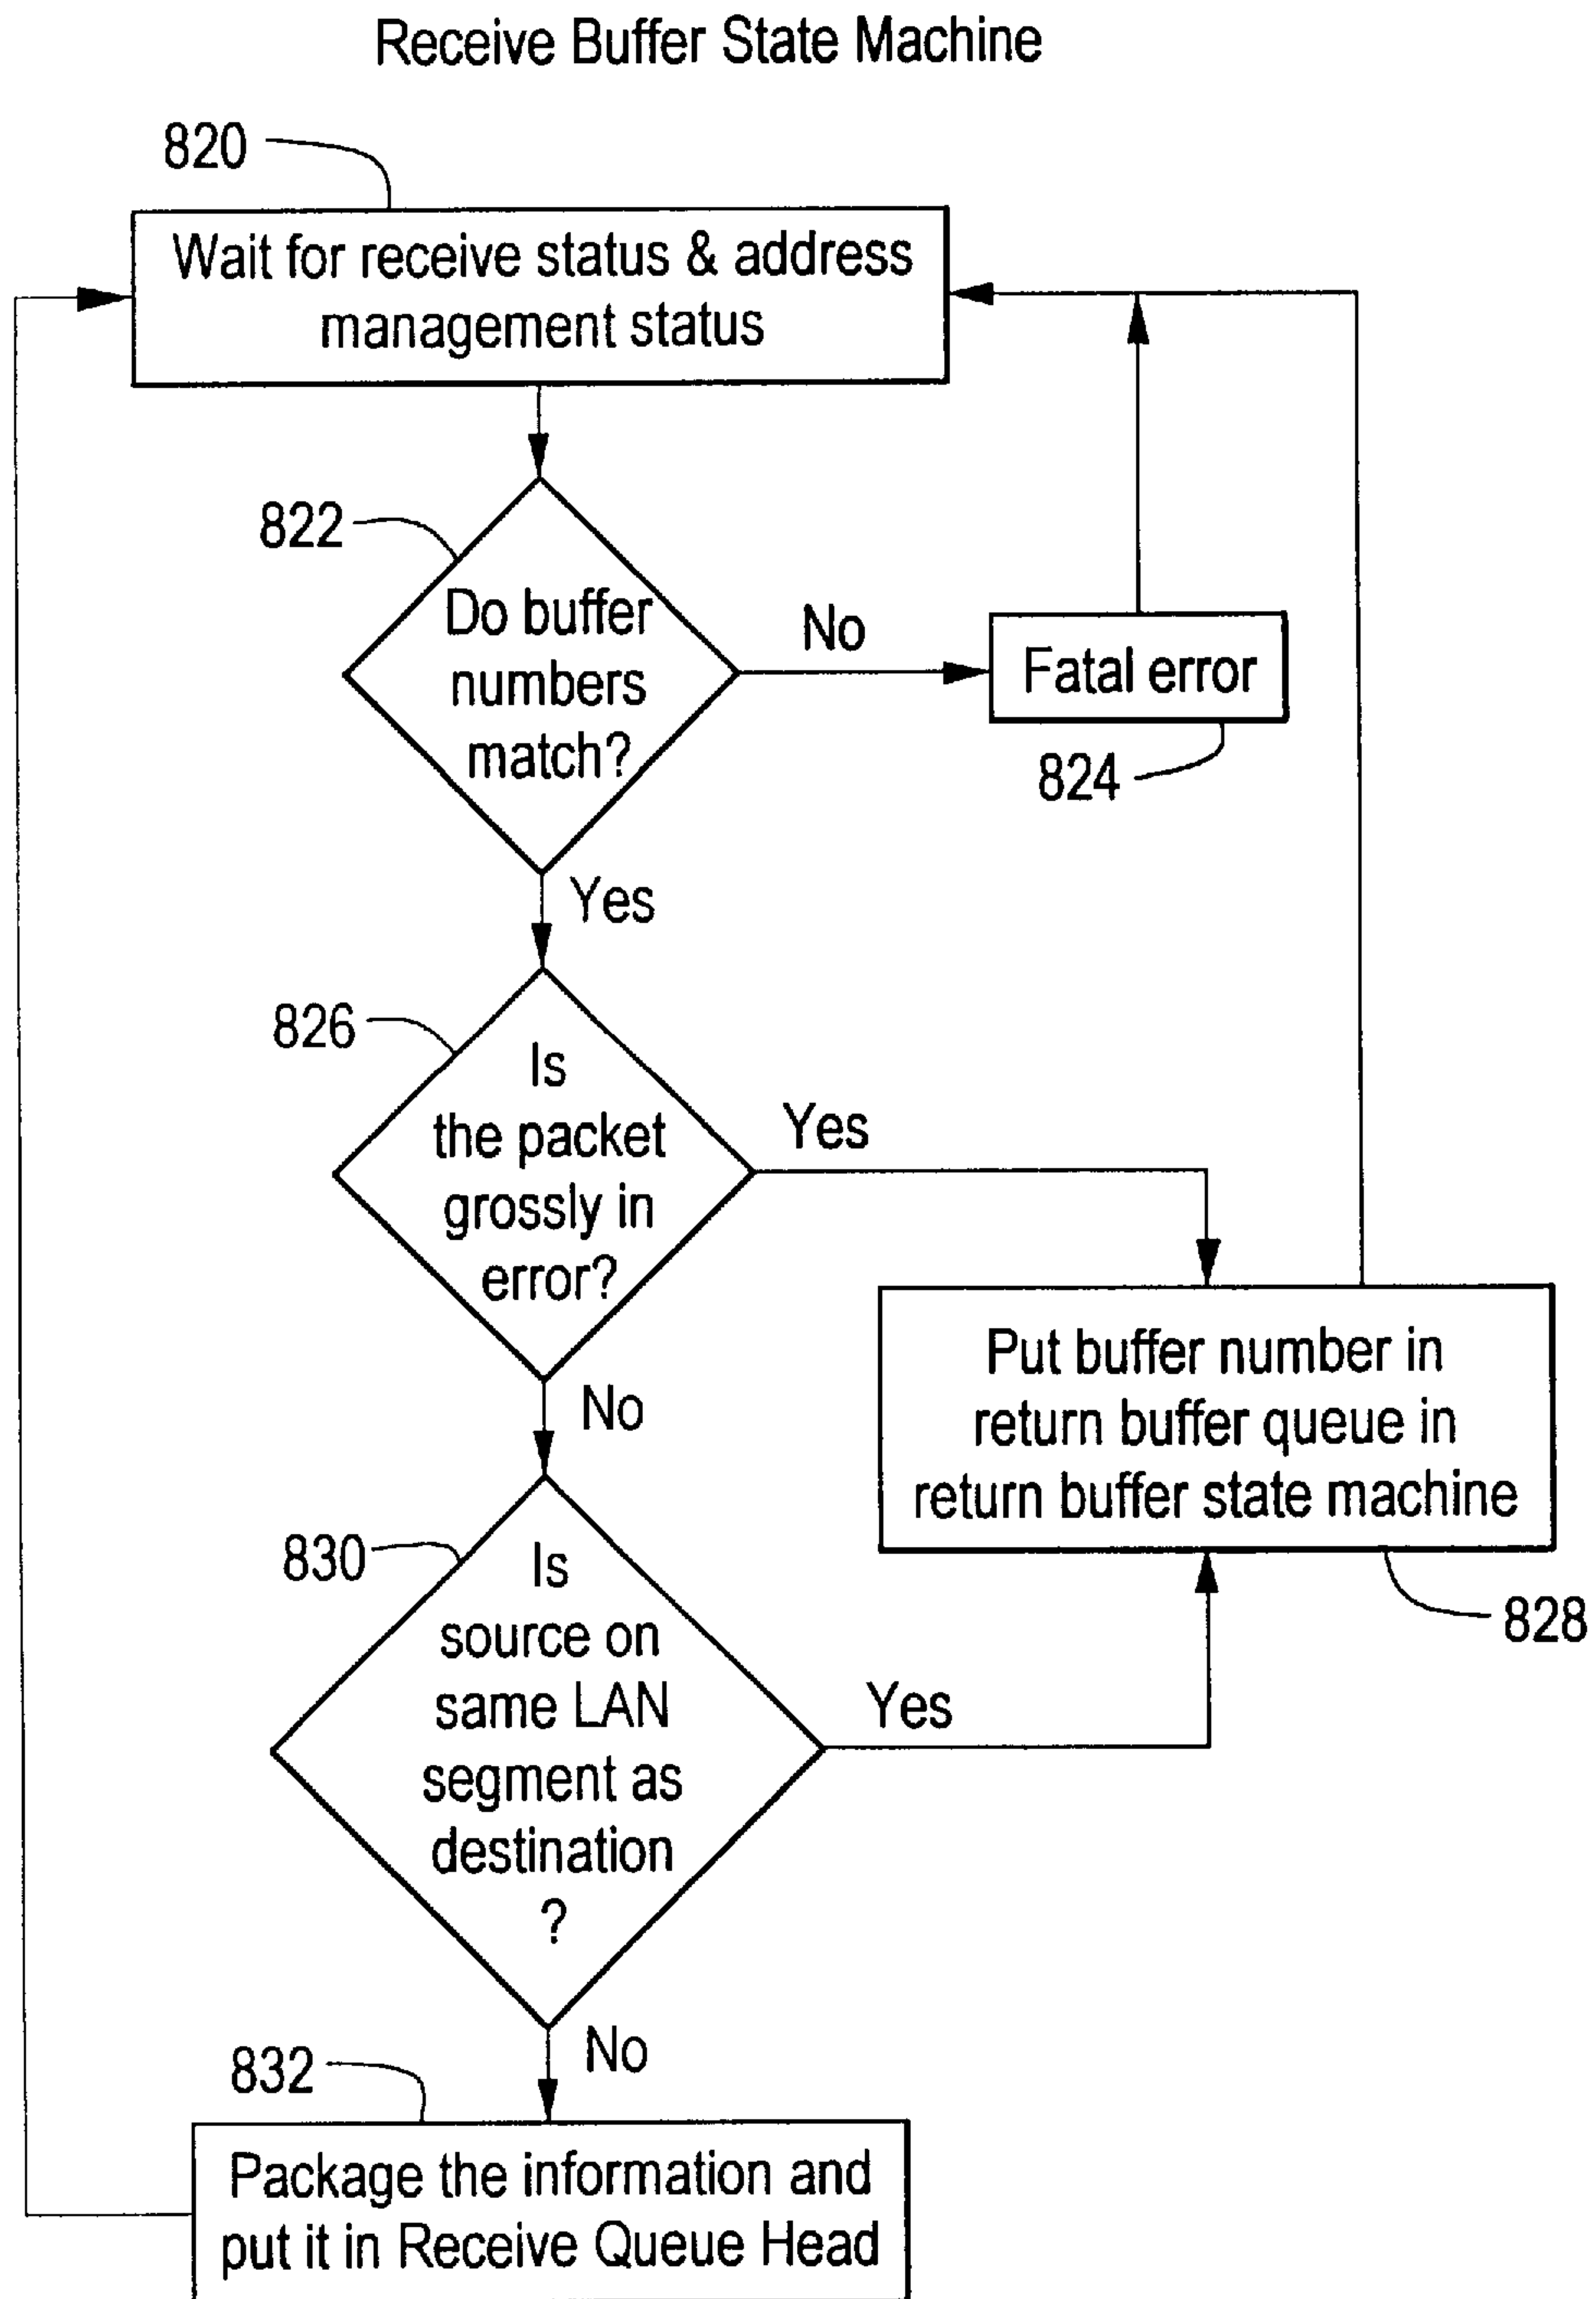 Receive Buffer State Machine
820
Wait for receive status & address
management status
822
Do buffer
numbers
match?
No
Fatal error
824
Yes
826
Is
the packet
grossly in
error?
Yes
No
Put buffer number in
return buffer queue in
return buffer state machine
828
830
Is
source on
same LAN
segment as
destination
?
Yes
No
832
Package the information and
put it in Receive Queue Head